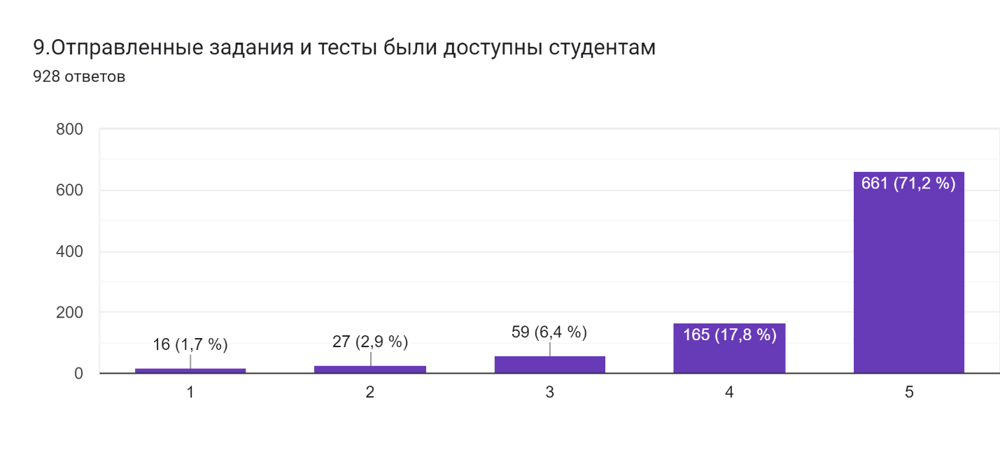 9.Отправленные задания и тесты были доступны студентам
928 ответов
800
600
400
200
0
16 (1,7 %)
27 (2,9 %)
59 (6,4 %)
165 (17,8 %)
661 (71,2 %)
1
2
3
4
5